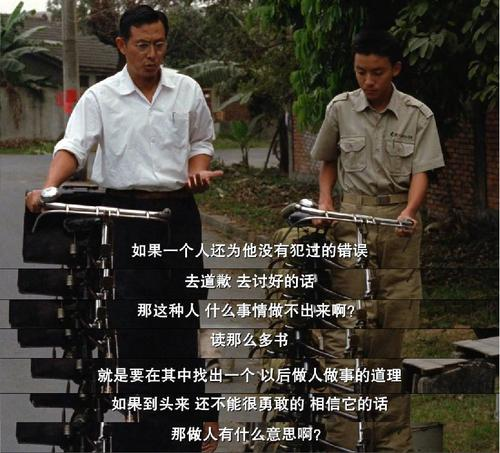 如果一个人还为他没有犯过的错误
去道歉 去讨好的话
那这种人 什么事情做不出来啊?
读那么多书
就是要在其中找出一个 以后做人做事的道理
如果到头来 还不能很勇敢的 相信它的话
那做人有什么意思啊?